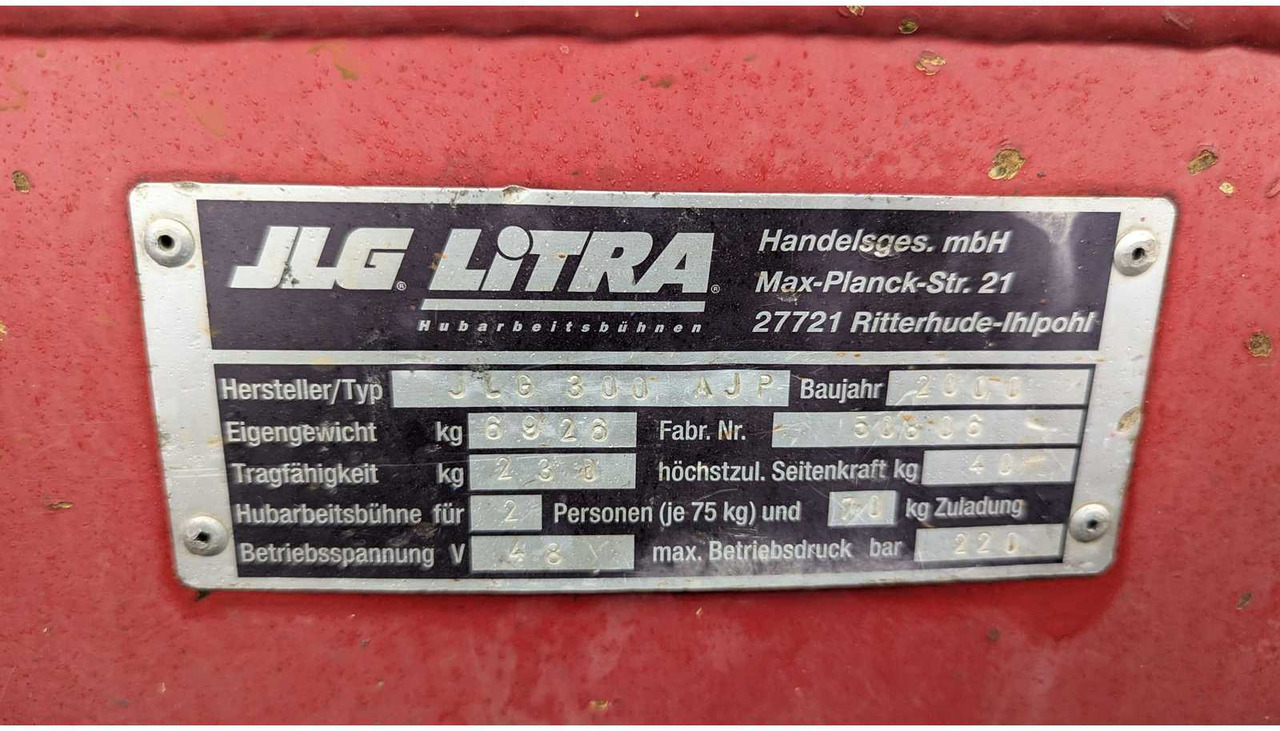 JLG® LiTRA®
Hubarbeitsbühnen
Handelsges. mbH
Max-Planck-Str. 21
27721 Ritterhude-Ihlpohl
Hersteller/Typ JLG 300 AJP Baujahr 2000
Eigengewicht kg 6926 Fabr. Nr.
Tragfähigkeit kg 230 höchstzul. Seitenkraft kg 40
Hubarbeitsbühne für 2 Personen (je 75 kg) und kg Zuladung
Betriebsspannung V 48 max. Betriebsdruck bar 220